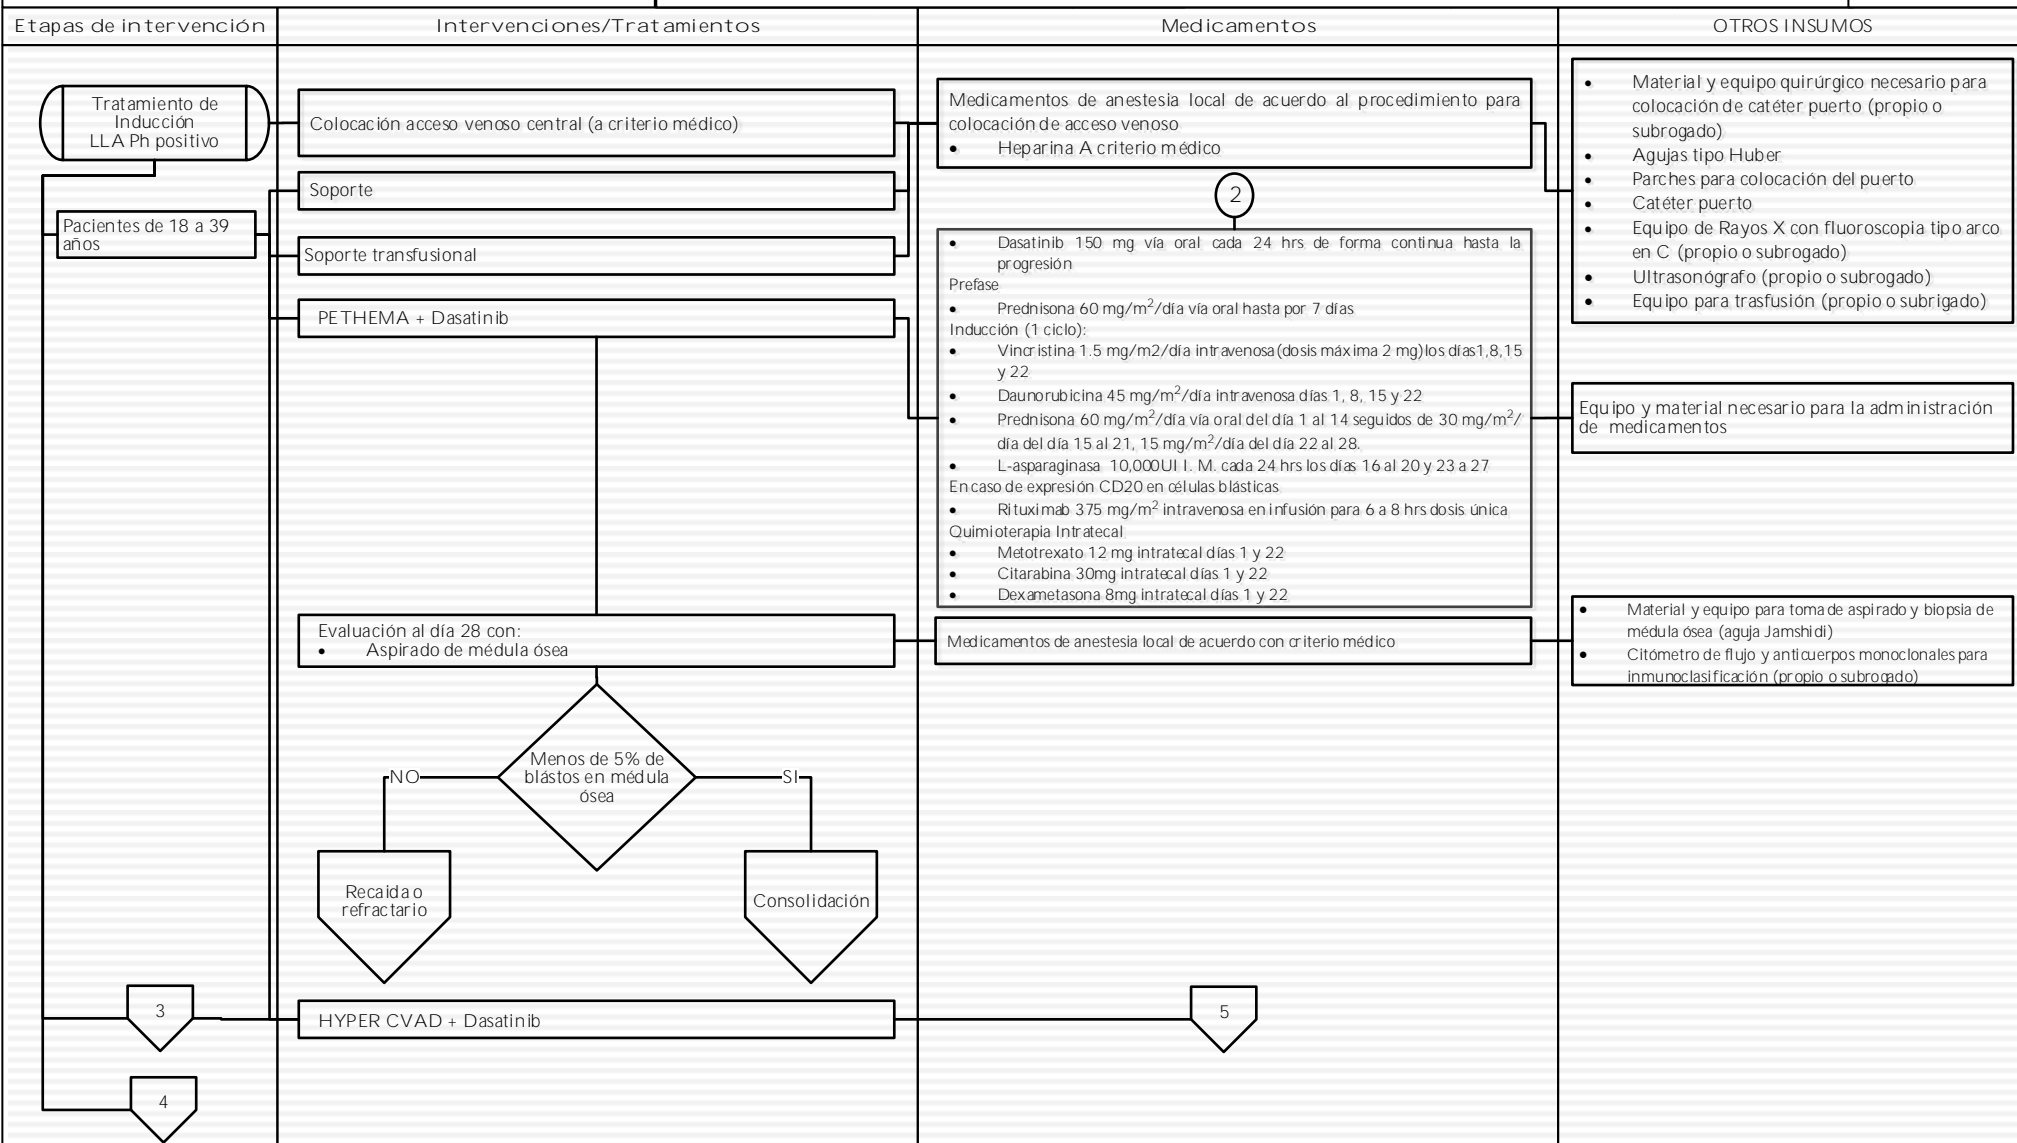 Etapas de intervención
Intervenciones/Tratamientos
Medicamentos
OTROS INSUMOS
Tratamiento de
Inducción
LLA Ph positivo
Pacientes de 18 a 39
años
3
4
Colocación acceso venoso central (a criterio médico)
Soporte
Soporte transfusional
PETHEMA + Dasatinib
Evaluación al día 28 con:
• Aspirado de médula ósea
Menos de 5% de
blástos en médula
ósea
NO
SI
Recaida o
refractario
Consolidación
HYPER CVAD + Dasatinib
Medicamentos de anestesia local de acuerdo al procedimiento para
colocación de acceso venoso
• Heparina A criterio médico
2
• Dasatinib 150 mg vía oral cada 24 hrs de forma continua hasta la
progresión
Prefase
• Prednisona 60 mg/m²/día vía oral hasta por 7 días
Inducción (1 ciclo):
• Vincristina 1.5 mg/m2/día intravenosa (dosis máxima 2 mg) los días 1,8,15
y 22
• Daunorubicina 45 mg/m²/día intravenosa días 1, 8, 15 y 22
• Prednisona 60 mg/m²/día vía oral del día 1 al 14 seguidos de 30 mg/m²/
día del día 15 al 21, 15 mg/m²/día del día 22 al 28.
• L-asparaginasa 10,000UI I. M. cada 24 hrs los días 16 al 20 y 23 a 27
En caso de expresión CD20 en células blásticas
• Rituximab 375 mg/m² intravenosa en infusión para 6 a 8 hrs dosis única
Quimioterapia Intratecal
• Metotrexato 12 mg intratecal días 1 y 22
• Citarabina 30mg intratecal días 1 y 22
• Dexametasona 8mg intratecal días 1 y 22
Medicamentos de anestesia local de acuerdo con criterio médico
5
• Material y equipo quirúrgico necesario para
colocación de catéter puerto (propio o
subrogado)
• Agujas tipo Huber
• Parches para colocación del puerto
• Catéter puerto
• Equipo de Rayos X con fluoroscopia tipo arco
en C (propio o subrogado)
• Ultrasonógrafo (propio o subrogado)
• Equipo para trasfusión (propio o subrigado)
Equipo y material necesario para la administración
de medicamentos
• Material y equipo para toma de aspirado y biopsia de
médula ósea (aguja Jamshidi)
• Citómetro de flujo y anticuerpos monoclonales para
inmunoclasificación (propio o subrogado)